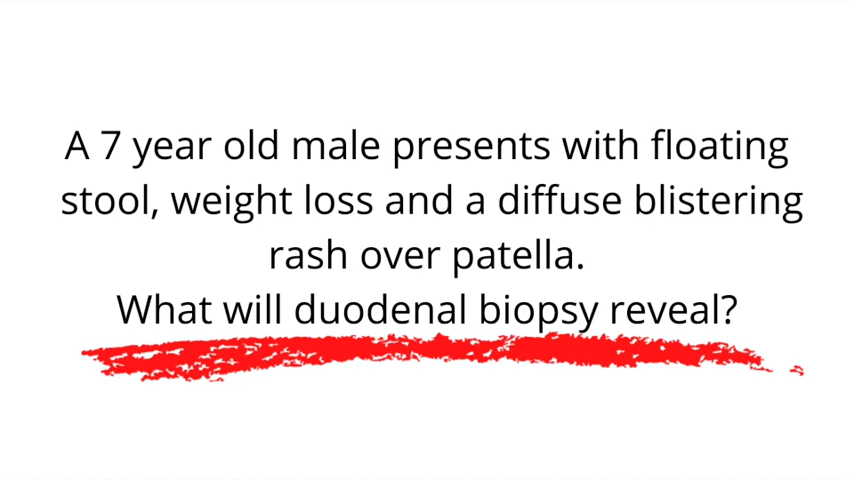 A 7 year old male presents with floating
stool, weight loss and a diffuse blistering
rash over patella.
What will duodenal biopsy reveal?